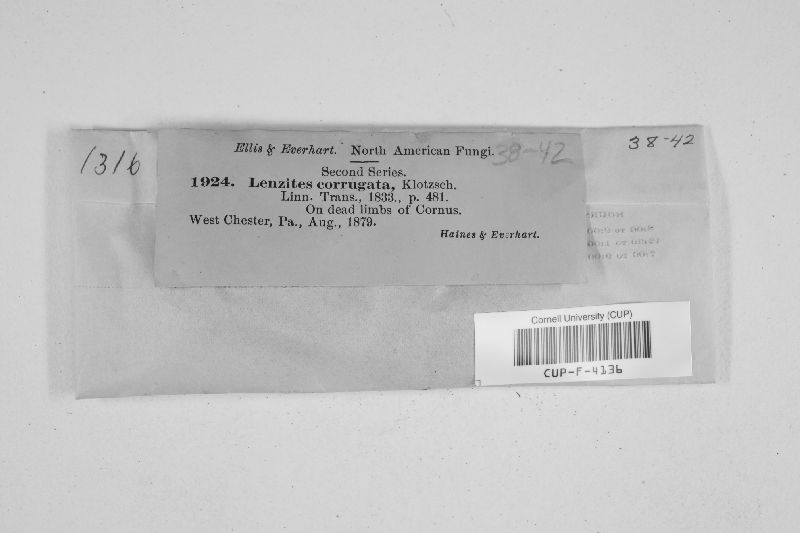 1316
Ellis & Everhart. North American Fungi. 38-42
38-42
Second Series.
1924. Lenzites corrugata, Klotzsch.
Linn. Trans., 1833., p. 481.
On dead limbs of Cornus.
West Chester, Pa., Aug., 1879.
Haines & Everhart.
Cornell University (CUP)
CUP-F-4136